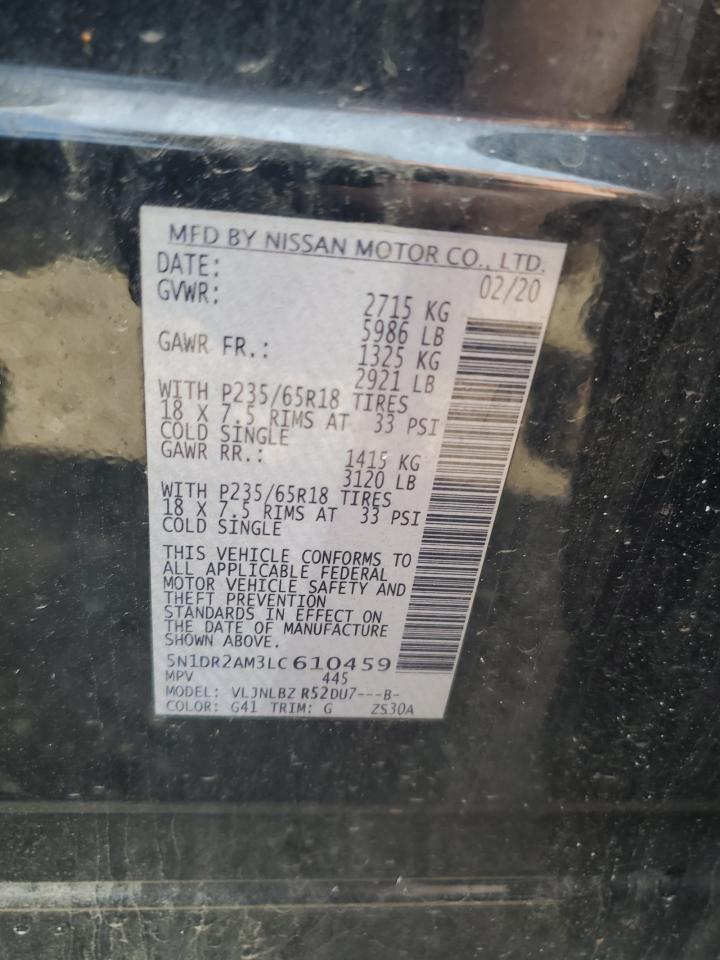 MFD BY NISSAN MOTOR CO., LTD.
DATE: 02/20
GVWR: 2715 KG
5986 LB
GAWR FR.: 1325 KG
2921 LB
WITH P235/65R18 TIRES
18 X 7.5 RIMS AT 33 PSI
COLD SINGLE
GAWR RR.: 1415 KG
3120 LB
WITH P235/65R18 TIRES
18 X 7.5 RIMS AT 33 PSI
COLD SINGLE
THIS VEHICLE CONFORMS TO
ALL APPLICABLE FEDERAL
MOTOR VEHICLE SAFETY AND
THEFT PREVENTION
STANDARDS IN EFFECT ON
THE DATE OF MANUFACTURE
SHOWN ABOVE.
5N1DR2AM3LC610459
MPV 445
MODEL: VLJNLBZ R52DU7---B-
COLOR: G41 TRIM: G ZS30A